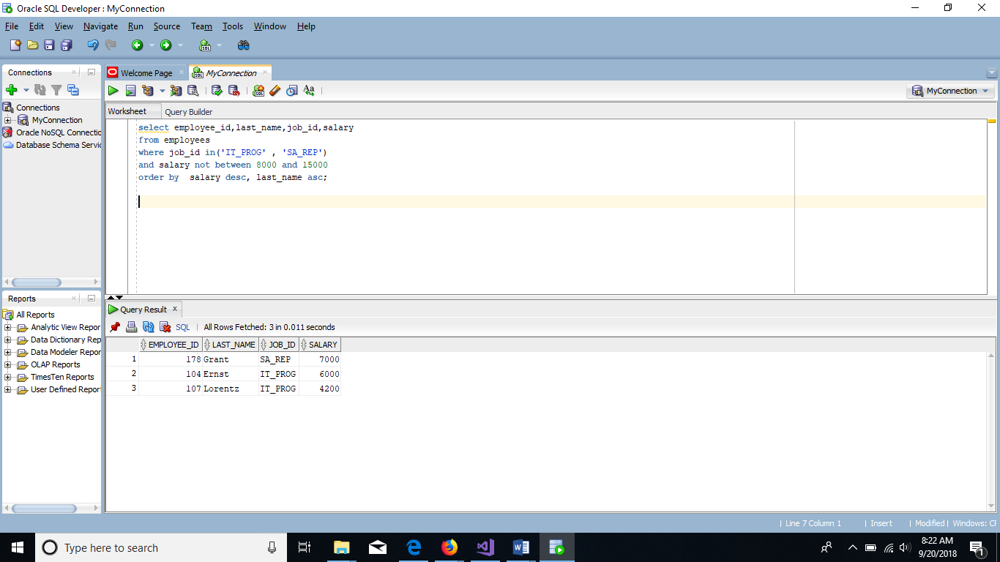 Oracle SQL Developer : MyConnection
File Edit View Navigate Run Source Team Tools Window Help
Connections
Connections
MyConnection
Oracle NoSQL Connectio
Database Schema Servic
Reports
All Reports
Analytic View Repor
Data Dictionary Rep
Data Modeler Repor
OLAP Reports
TimesTen Reports
User Defined Repor
Welcome Page
MyConnection
MyConnection
Worksheet Query Builder
select employee_id,last_name,job_id,salary
from employees
where job_id in('IT_PROG' , 'SA_REP')
and salary not between 8000 and 15000
order by  salary desc, last_name asc;
Query Result
SQL | All Rows Fetched: 3 in 0.011 seconds
EMPLOYEE_ID LAST_NAME JOB_ID SALARY
1 178 Grant SA_REP 7000
2 104 Ernst IT_PROG 6000
3 107 Lorentz IT_PROG 4200
| Line 7 Column 1 | Insert | Modified | Windows: CF
Type here to search
8:22 AM
9/20/2018
1